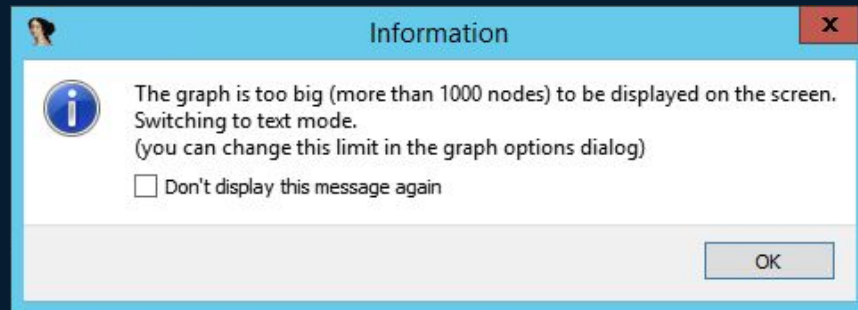 Information
x
The graph is too big (more than 1000 nodes) to be displayed on the screen.
Switching to text mode.
(you can change this limit in the graph options dialog)
Don't display this message again
OK